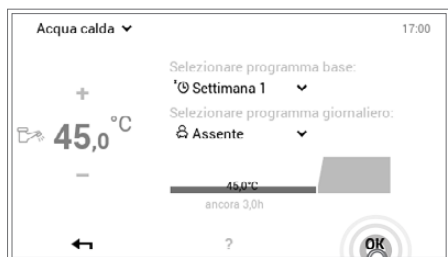 Acqua calda
17:00
Selezionare programma base:
Settimana 1
Selezionare programma giornaliero:
Assente
+
45,0 °C
−
45,0°C
ancora 3,0h
?
OK